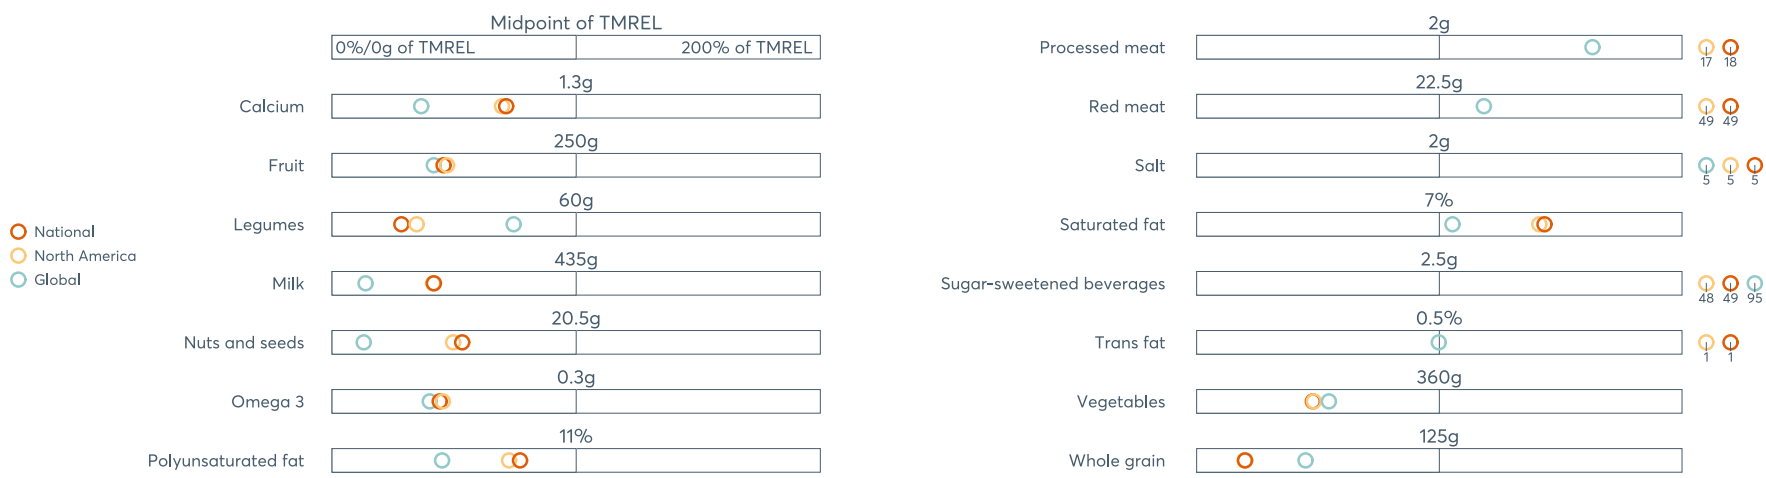 Midpoint of TMREL
0%/0g of TMREL 200% of TMREL
1.3g
Calcium
250g
Fruit
60g
Legumes
435g
Milk
20.5g
Nuts and seeds
0.3g
Omega 3
11%
Polyunsaturated fat
National
North America
Global
2g
Processed meat
17 18
22.5g
Red meat
49 49
2g
Salt
5 5 5
7%
Saturated fat
2.5g
Sugar-sweetened beverages
48 49 95
0.5%
Trans fat
1 1
360g
Vegetables
125g
Whole grain